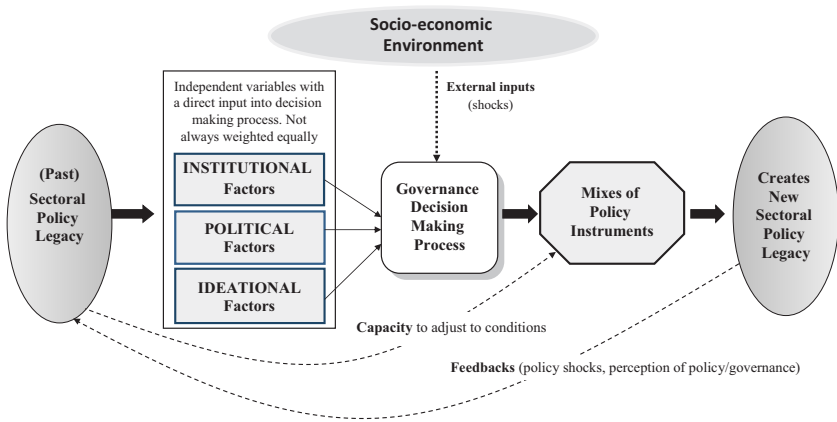 Socio-economic
Environment
Independent variables with
a direct input into decision
making process. Not
always weighted equally
External inputs
(shocks)
(Past)
Sectoral
Policy
Legacy
INSTITUTIONAL
Factors
POLITICAL
Factors
IDEATIONAL
Factors
Governance
Decision
Making
Process
Mixes of
Policy
Instruments
Creates
New
Sectoral
Policy
Legacy
Capacity to adjust to conditions
Feedbacks (policy shocks, perception of policy/governance)